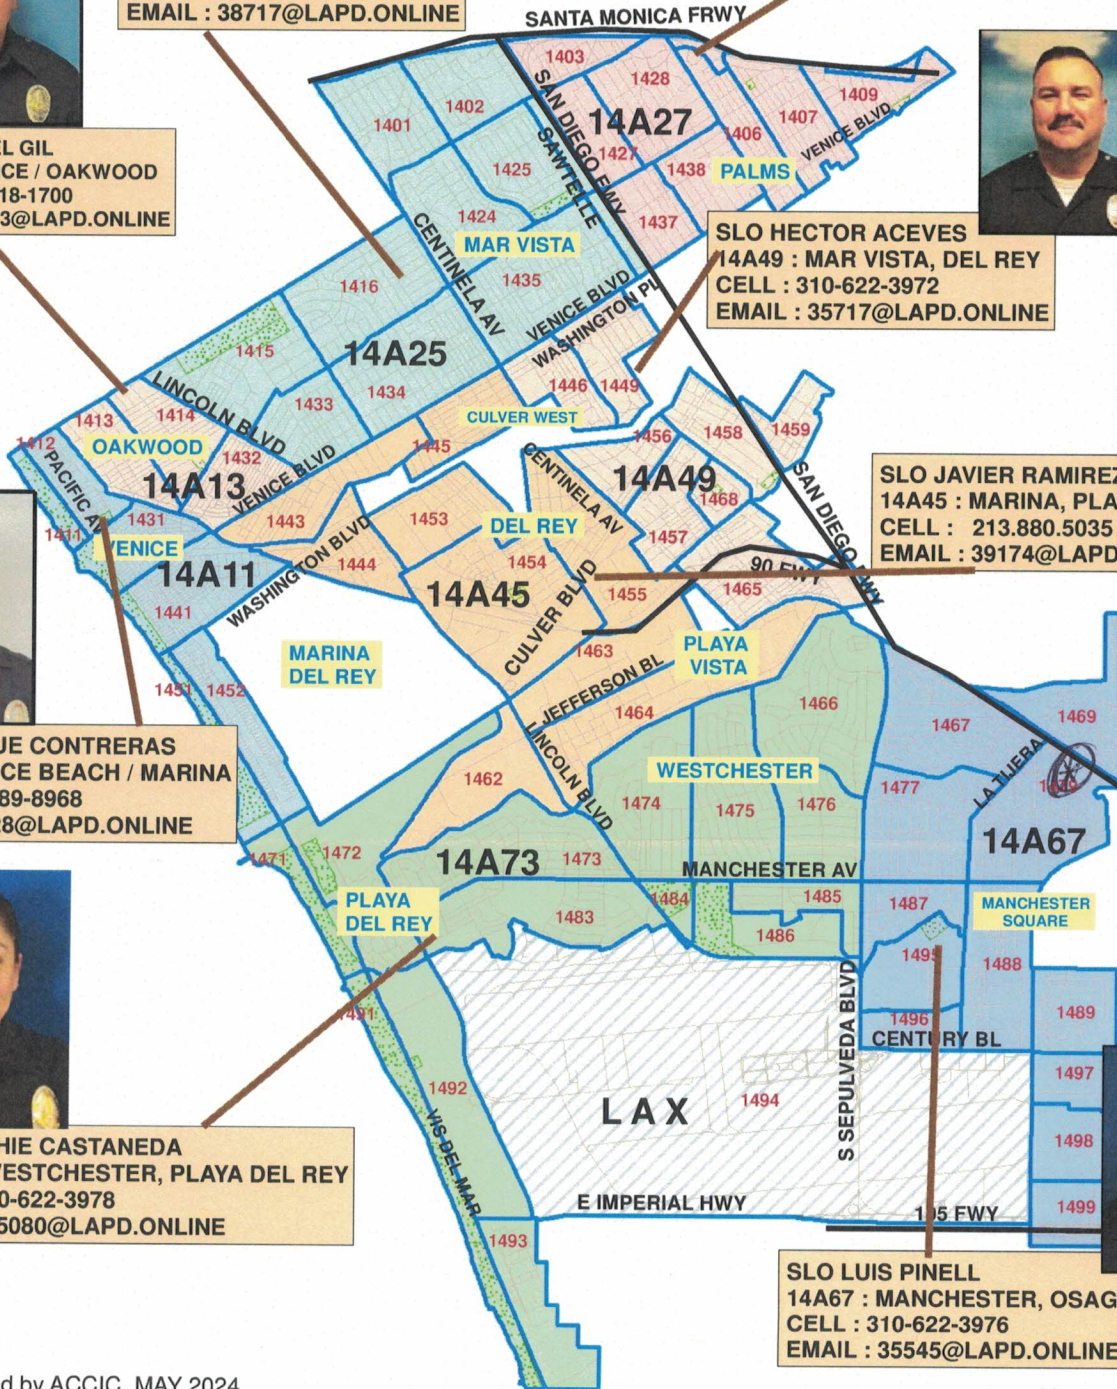 EMAIL : 38717@LAPD.ONLINE
SANTA MONICA FRWY
1403
1428
1409
1402
1401
SAN DIEGO FWY
14A27
1407
1406
VENICE BLVD
EL GIL
CE / OAKWOOD
18-1700
3@LAPD.ONLINE
1425
SAWTELLE
1427
1438
PALMS
1424
1437
CENTINELA AV
MAR VISTA
SLO HECTOR ACEVES
14A49 : MAR VISTA, DEL REY
CELL : 310-622-3972
EMAIL : 35717@LAPD.ONLINE
1416
1435
VENICE BLVD
WASHINGTON PL
1415
14A25
1446
1449
LINCOLN BLVD
1433
1434
1413
1414
CULVER WEST
1412
OAKWOOD
1432
1445
1456
1458
1459
PACIFIC AV
14A13
VENICE BLVD
CENTINELA AV
14A49
1468
SAN DIEGO FWY
SLO JAVIER RAMIREZ
14A45 : MARINA, PLA
CELL : 213.880.5035
EMAIL : 39174@LAPD
1411
1431
1443
1453
DEL REY
1457
VENICE
14A11
WASHINGTON BLVD
1444
1454
90 FWY
1465
1441
14A45
CULVER BLVD
1455
MARINA
DEL REY
1463
PLAYA
VISTA
1451
1452
JEFFERSON BL
1464
1466
1467
1469
UE CONTRERAS
CE BEACH / MARINA
89-8968
28@LAPD.ONLINE
LINCOLN BLVD
1462
WESTCHESTER
LA TIJERA
1474
1475
1476
1477
1479
1471
1472
14A73
1473
MANCHESTER AV
14A67
PLAYA
DEL REY
1483
1484
1485
1486
1487
MANCHESTER
SQUARE
1495
1488
1491
S SEPULVEDA BLVD
1496
CENTURY BL
1489
1492
LAX
1494
1497
1498
1499
VIS DEL MAR
HIE CASTANEDA
WESTCHESTER, PLAYA DEL REY
0-622-3978
5080@LAPD.ONLINE
E IMPERIAL HWY
105 FWY
1493
SLO LUIS PINELL
14A67 : MANCHESTER, OSAG
CELL : 310-622-3976
EMAIL : 35545@LAPD.ONLINE
d by ACCIC, MAY 2024